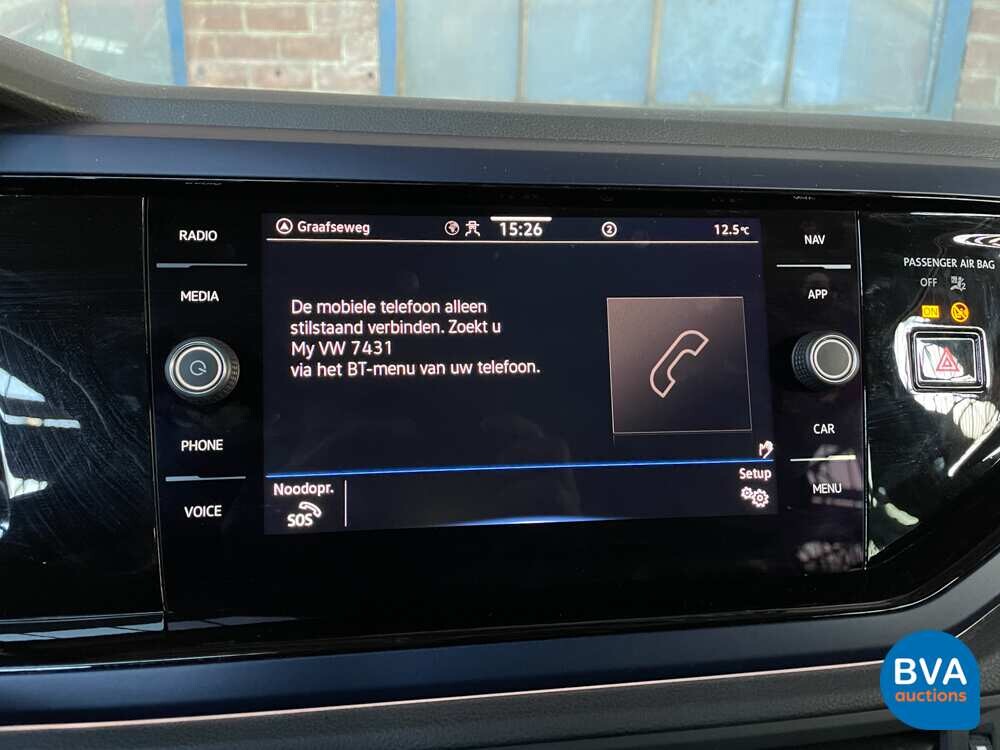 RADIO
MEDIA
PHONE
VOICE
Graafseweg
15:26
2
12.5°C
De mobiele telefoon alleen
stilstaand verbinden. Zoekt u
My VW 7431
via het BT-menu van uw telefoon.
Noodopr.
SOS
Setup
NAV
APP
CAR
MENU
PASSENGER AIR BAG
OFF
ON
BVA
auctions